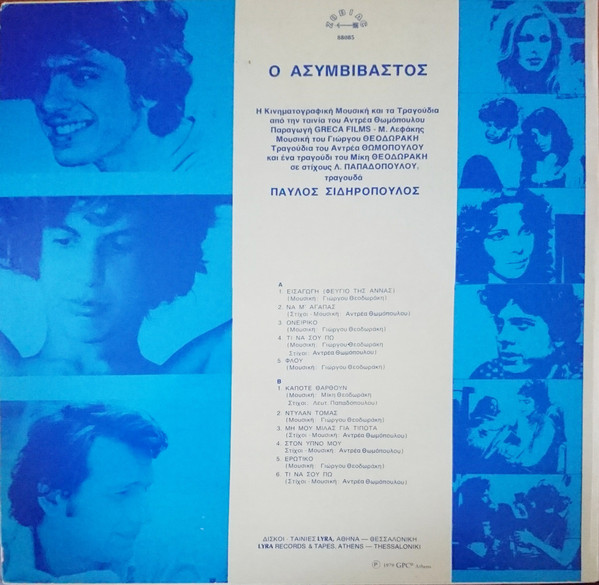 ZODIAC
88085
Ο ΑΣΥΜΒΙΒΑΣΤΟΣ
Η Κινηματογραφική Μουσική και τα Τραγούδια
από την ταινία του Αντρέα Θωμόπουλου
Παραγωγή GRECA FILMS - Μ. Λεφάκης
Μουσική του Γιώργου ΘΕΟΔΩΡΑΚΗ
Τραγούδια του Αντρέα ΘΩΜΟΠΟΥΛΟΥ
και ένα τραγούδι του Μίκη ΘΕΟΔΩΡΑΚΗ
σε στίχους Λ. ΠΑΠΑΔΟΠΟΥΛΟΥ.
τραγουδά
ΠΑΥΛΟΣ ΣΙΔΗΡΟΠΟΥΛΟΣ
A
1. ΕΙΣΑΓΩΓΗ (ΦΕΥΓΙΟ ΤΗΣ ΑΝΝΑΣ)
(Μουσική: Γιώργου Θεοδωράκη)
2. ΝΑ Μ' ΑΓΑΠΑΣ
(Στίχοι - Μουσική: Αντρέα Θωμόπουλου)
3. ΟΝΕΙΡΙΚΟ
(Μουσική: Γιώργου Θεοδωράκη)
4. ΤΙ ΝΑ ΣΟΥ ΠΩ
(Μουσική: Γιώργου Θεοδωράκη
Στίχοι: Αντρέα Θωμόπουλου)
5. ΦΛΟΥ
(Μουσική: Γιώργου Θεοδωράκη)
B
1. ΚΑΠΟΤΕ ΘΑΡΘΟΥΝ
(Μουσική: Μίκη Θεοδωράκη
Στίχοι: Λευτ. Παπαδόπουλου)
2. ΝΤΥΛΑΝ ΤΟΜΑΣ
(Μουσική: Γιώργου Θεοδωράκη)
3. ΜΗ ΜΟΥ ΜΙΛΑΣ ΓΙΑ ΤΙΠΟΤΑ
(Στίχοι - Μουσική: Αντρέα Θωμόπουλου)
4. ΣΤΟΝ ΥΠΝΟ ΜΟΥ
Στίχοι - Μουσική: Αντρέα Θωμόπουλου)
5. ΕΡΩΤΙΚΟ
(Μουσική: Γιώργου Θεοδωράκη)
6. ΤΙ ΝΑ ΣΟΥ ΠΩ
(Στίχοι - Μουσική: Αντρέα Θωμόπουλου)
ΔΙΣΚΟΙ - ΤΑΙΝΙΕΣ LYRA, ΑΘΗΝΑ — ΘΕΣΣΑΛΟΝΙΚΗ
LYRA RECORDS & TAPES. ATHENS — THESSALONIKI
Ⓟ 1979 GPC